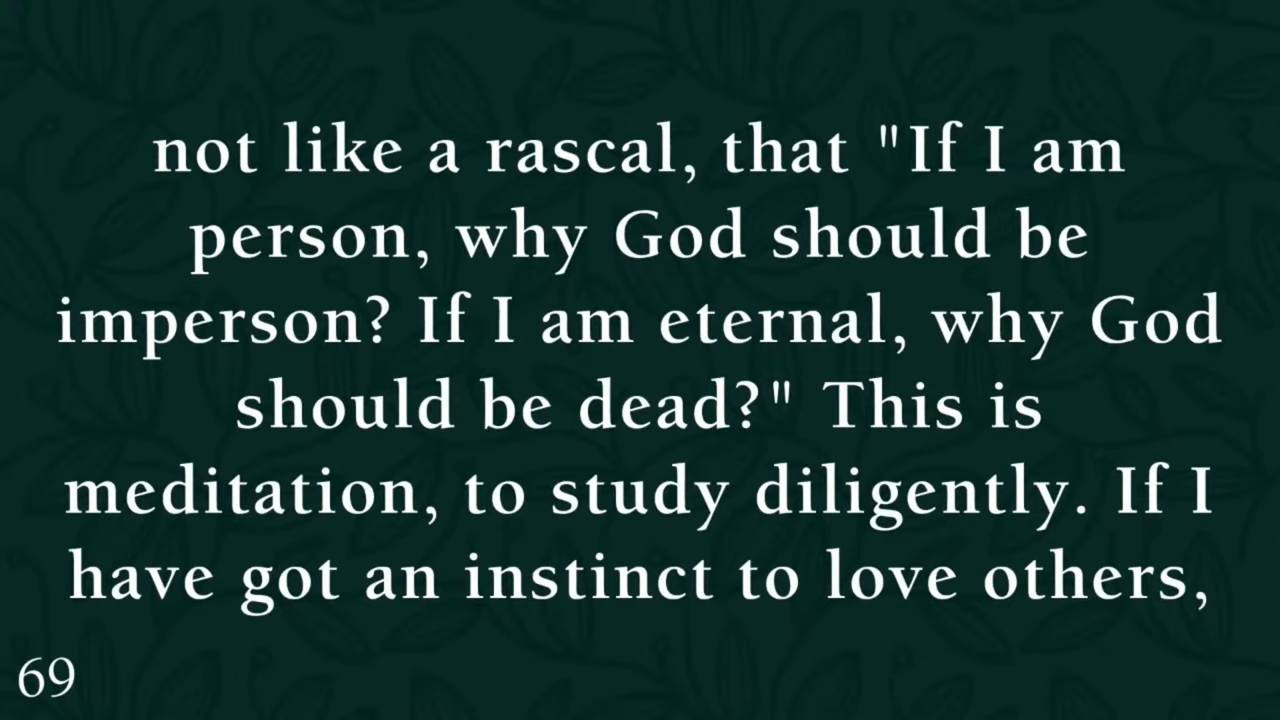 not like a rascal, that "If I am
person, why God should be
imperson? If I am eternal, why God
should be dead?" This is
meditation, to study diligently. If I
have got an instinct to love others,
69